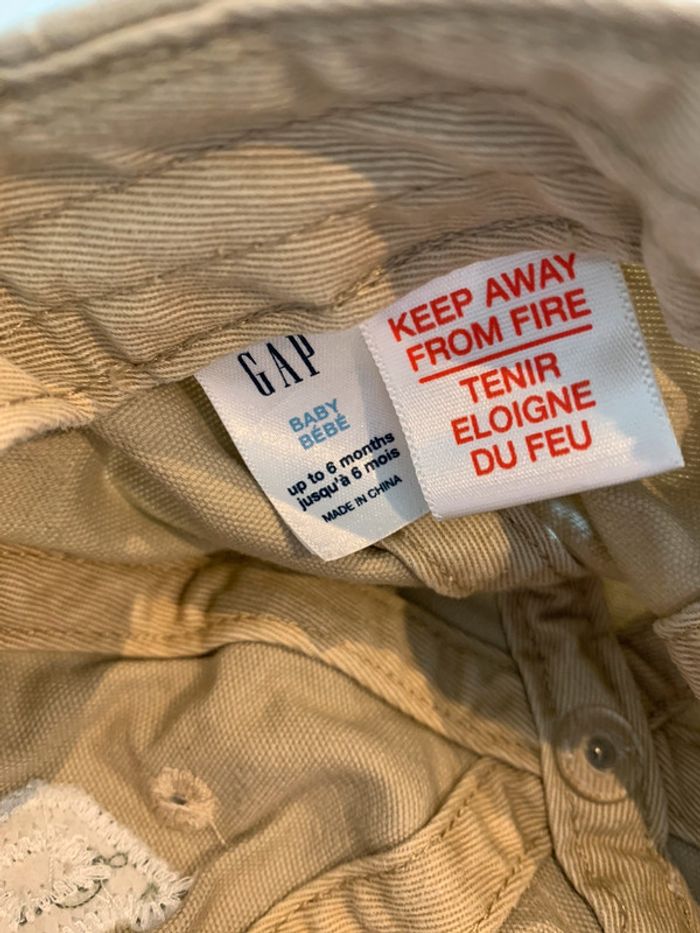 GAP
BABY
BÉBÉ
up to 6 months
jusqu'à 6 mois
MADE IN CHINA
KEEP AWAY
FROM FIRE
TENIR
ELOIGNE
DU FEU